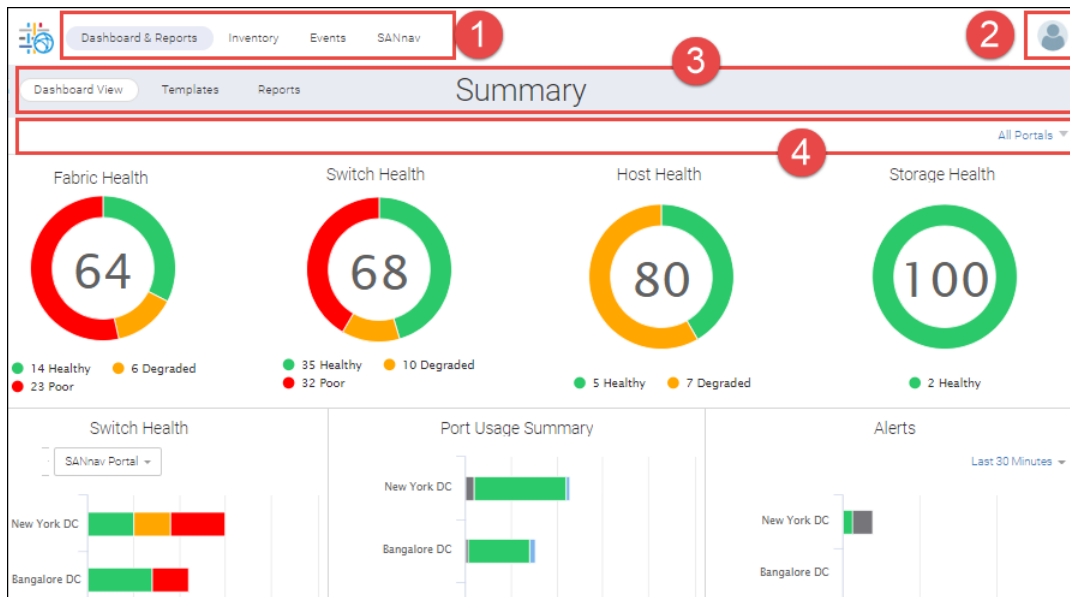 Dashboard & Reports Inventory Events SANnav 1 2
3
Dashboard View Templates Reports Summary
4 All Portals
Fabric Health Switch Health Host Health Storage Health
64 68 80 100
14 Healthy 6 Degraded
23 Poor
35 Healthy 10 Degraded
32 Poor
5 Healthy 7 Degraded
2 Healthy
Switch Health Port Usage Summary Alerts
SANnav Portal Last 30 Minutes
New York DC New York DC New York DC
Bangalore DC Bangalore DC Bangalore DC